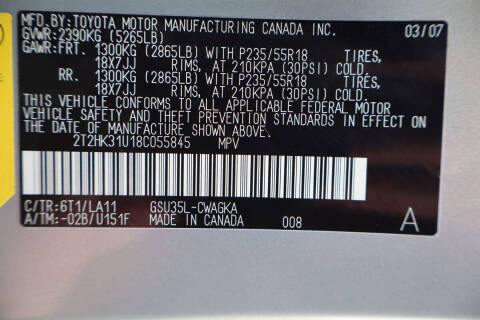 MFD.BY:TOYOTA MOTOR MANUFACTURING CANADA INC. 03/07
GVWR:2390KG (5265LB)
GAWR:FRT. 1300KG (2865LB) WITH P235/55R18 TIRES,
18X7JJ RIMS, AT 210KPA (30PSI) COLD.
RR. 1300KG (2865LB) WITH P235/55R18 TIRES,
18X7JJ RIMS, AT 210KPA (30PSI) COLD.
THIS VEHICLE CONFORMS TO ALL APPLICABLE FEDERAL MOTOR
VEHICLE SAFETY AND THEFT PREVENTION STANDARDS IN EFFECT ON
THE DATE OF MANUFACTURE SHOWN ABOVE.
2T2HK31U18C055845 MPV
C/TR:6T1/LA11 GSU35L-CWAGKA
A/TM:-02B/U151F MADE IN CANADA 008 A